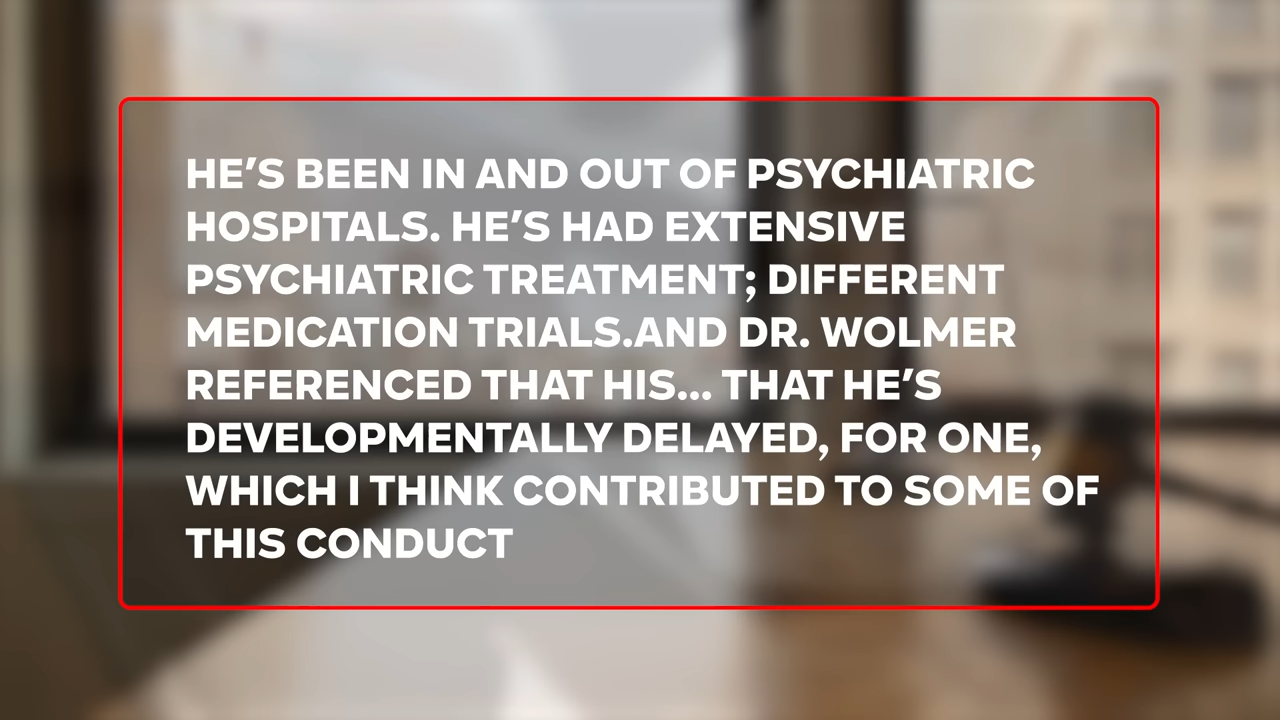 HE’S BEEN IN AND OUT OF PSYCHIATRIC
HOSPITALS. HE’S HAD EXTENSIVE
PSYCHIATRIC TREATMENT; DIFFERENT
MEDICATION TRIALS.AND DR. WOLMER
REFERENCED THAT HIS... THAT HE’S
DEVELOPMENTALLY DELAYED, FOR ONE,
WHICH I THINK CONTRIBUTED TO SOME OF
THIS CONDUCT